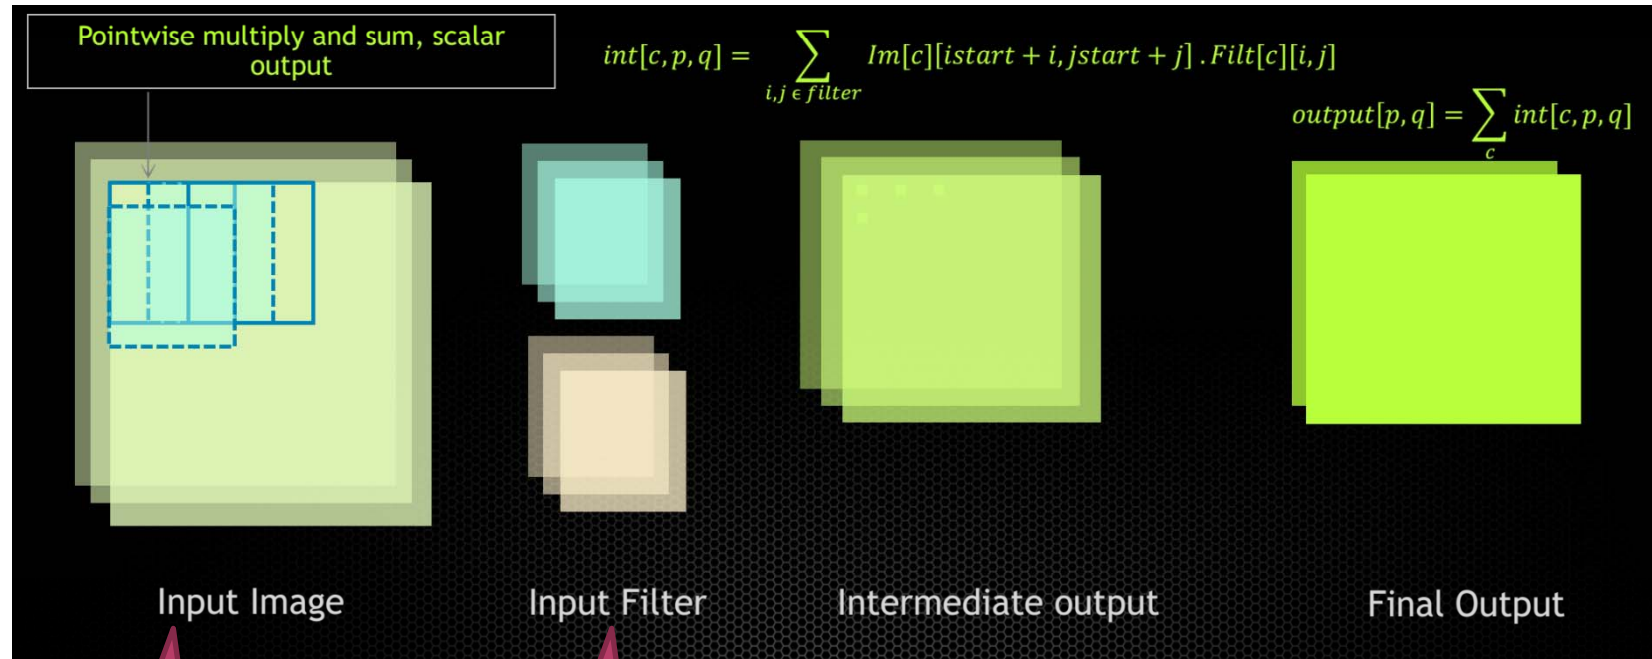 Pointwise multiply and sum, scalar
output
int[c, p, q] = ∑ Im[c][istart + i, jstart + j] . Filt[c][i, j]
i,j ϵ filter
output[p, q] = ∑ int[c, p, q]
c
Input Image
Input Filter
Intermediate output
Final Output